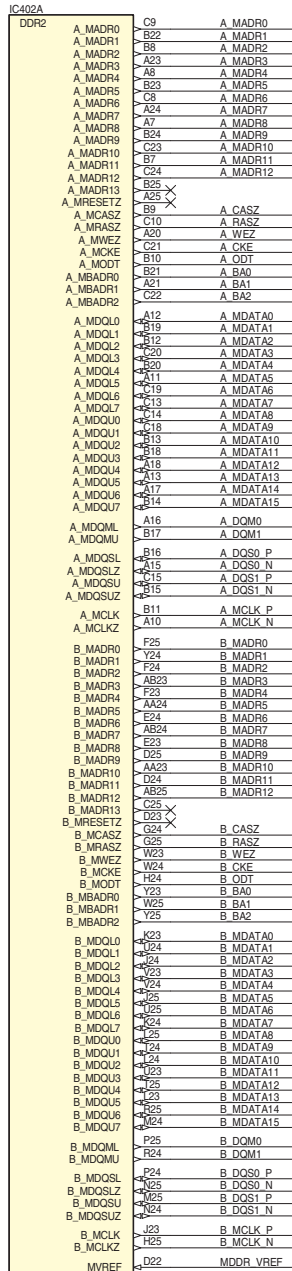 IC402A
DDR2
A_MADR0 C9 A_MADR0
A_MADR1 B22 A_MADR1
A_MADR2 B8 A_MADR2
A_MADR3 A23 A_MADR3
A_MADR4 A8 A_MADR4
A_MADR5 B23 A_MADR5
A_MADR6 C8 A_MADR6
A_MADR7 A24 A_MADR7
A_MADR8 A7 A_MADR8
A_MADR9 B24 A_MADR9
A_MADR10 C23 A_MADR10
A_MADR11 B7 A_MADR11
A_MADR12 C24 A_MADR12
A_MADR13 B25
A_MRESETZ A25
A_MCASZ B9 A_CASZ
A_MRASZ C10 A_RASZ
A_MWEZ A20 A_WEZ
A_MCKE C21 A_CKE
A_MODT B10 A_ODT
A_MBADR0 B21 A_BA0
A_MBADR1 A21 A_BA1
A_MBADR2 C22 A_BA2
A_MDQL0 A12 A_MDATA0
A_MDQL1 B19 A_MDATA1
A_MDQL2 B12 A_MDATA2
A_MDQL3 C20 A_MDATA3
A_MDQL4 B20 A_MDATA4
A_MDQL5 A11 A_MDATA5
A_MDQL6 C19 A_MDATA6
A_MDQL7 C13 A_MDATA7
A_MDQU0 C14 A_MDATA8
A_MDQU1 C18 A_MDATA9
A_MDQU2 B13 A_MDATA10
A_MDQU3 B18 A_MDATA11
A_MDQU4 A18 A_MDATA12
A_MDQU5 A13 A_MDATA13
A_MDQU6 A17 A_MDATA14
A_MDQU7 B14 A_MDATA15
A_MDQML A16 A_DQM0
A_MDQMU B17 A_DQM1
A_MDQSL B16 A_DQS0_P
A_MDQSLZ A15 A_DQS0_N
A_MDQSU C15 A_DQS1_P
A_MDQSUZ B15 A_DQS1_N
A_MCLK B11 A_MCLK_P
A_MCLKZ A10 A_MCLK_N
B_MADR0 F25 B_MADR0
B_MADR1 Y24 B_MADR1
B_MADR2 F24 B_MADR2
B_MADR3 AB23 B_MADR3
B_MADR4 F23 B_MADR4
B_MADR5 AA24 B_MADR5
B_MADR6 E24 B_MADR6
B_MADR7 AB24 B_MADR7
B_MADR8 E23 B_MADR8
B_MADR9 D25 B_MADR9
B_MADR10 AA23 B_MADR10
B_MADR11 D24 B_MADR11
B_MADR12 AB25 B_MADR12
B_MADR13 C25
B_MRESETZ D23
B_MCASZ G24 B_CASZ
B_MRASZ G25 B_RASZ
B_MWEZ W23 B_WEZ
B_MCKE W24 B_CKE
B_MODT H24 B_ODT
B_MBADR0 Y23 B_BA0
B_MBADR1 W25 B_BA1
B_MBADR2 Y25 B_BA2
B_MDQL0 K23 B_MDATA0
B_MDQL1 U24 B_MDATA1
B_MDQL2 J24 B_MDATA2
B_MDQL3 V23 B_MDATA3
B_MDQL4 V24 B_MDATA4
B_MDQL5 J25 B_MDATA5
B_MDQL6 U25 B_MDATA6
B_MDQL7 K24 B_MDATA7
B_MDQU0 L25 B_MDATA8
B_MDQU1 T24 B_MDATA9
B_MDQU2 L24 B_MDATA10
B_MDQU3 U23 B_MDATA11
B_MDQU4 T25 B_MDATA12
B_MDQU5 L23 B_MDATA13
B_MDQU6 R25 B_MDATA14
B_MDQU7 M24 B_MDATA15
B_MDQML P25 B_DQM0
B_MDQMU R24 B_DQM1
B_MDQSL P24 B_DQS0_P
B_MDQSLZ N25 B_DQS0_N
B_MDQSU M25 B_DQS1_P
B_MDQSUZ N24 B_DQS1_N
B_MCLK J23 B_MCLK_P
B_MCLKZ H25 B_MCLK_N
MVREF D22 MDDR_VREF